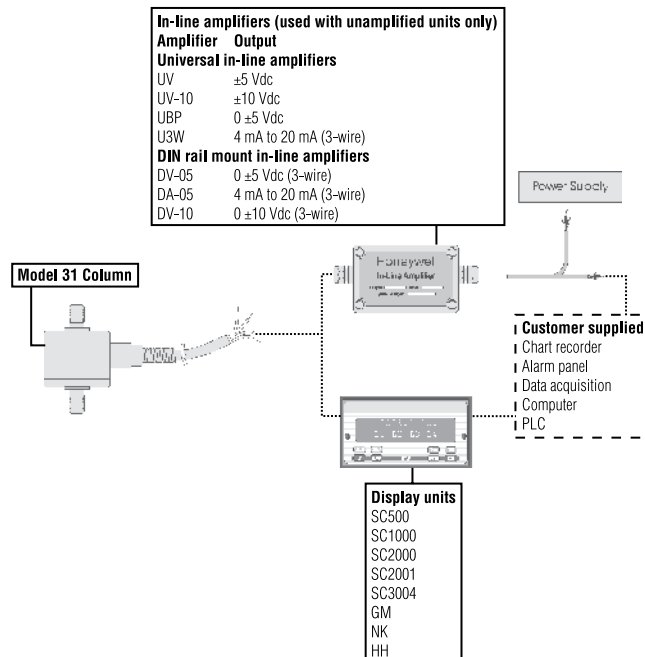 In-line amplifiers (used with unamplified units only)
Amplifier Output
Universal in-line amplifiers
UV ±5 Vdc
UV-10 ±10 Vdc
UBP 0 ±5 Vdc
U3W 4 mA to 20 mA (3-wire)
DIN rail mount in-line amplifiers
DV-05 0 ±5 Vdc (3-wire)
DA-05 4 mA to 20 mA (3-wire)
DV-10 0 ±10 Vdc (3-wire)
Power Supply
Honeywell
In-Line Amplifier
Model 31 Column
Customer supplied
Chart recorder
Alarm panel
Data acquisition
Computer
PLC
Display units
SC500
SC1000
SC2000
SC2001
SC3004
GM
NK
HH